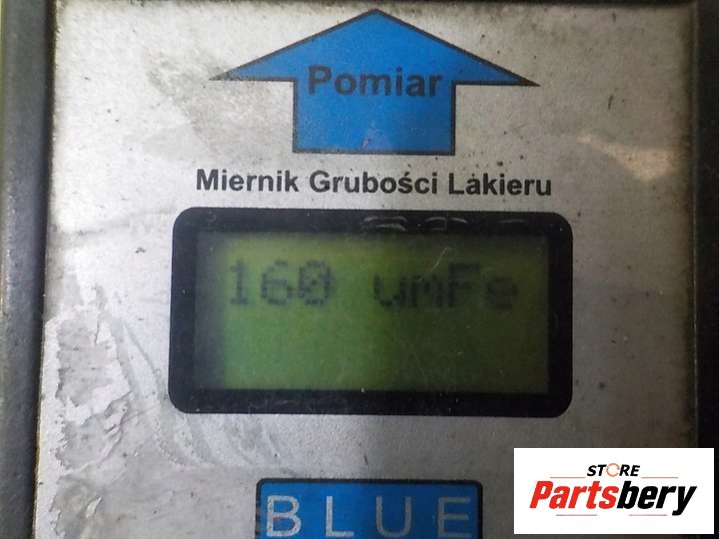 Pomiar
Miernik Grubości Lakieru
160 umFe
BLUE
STORE
Partsbery